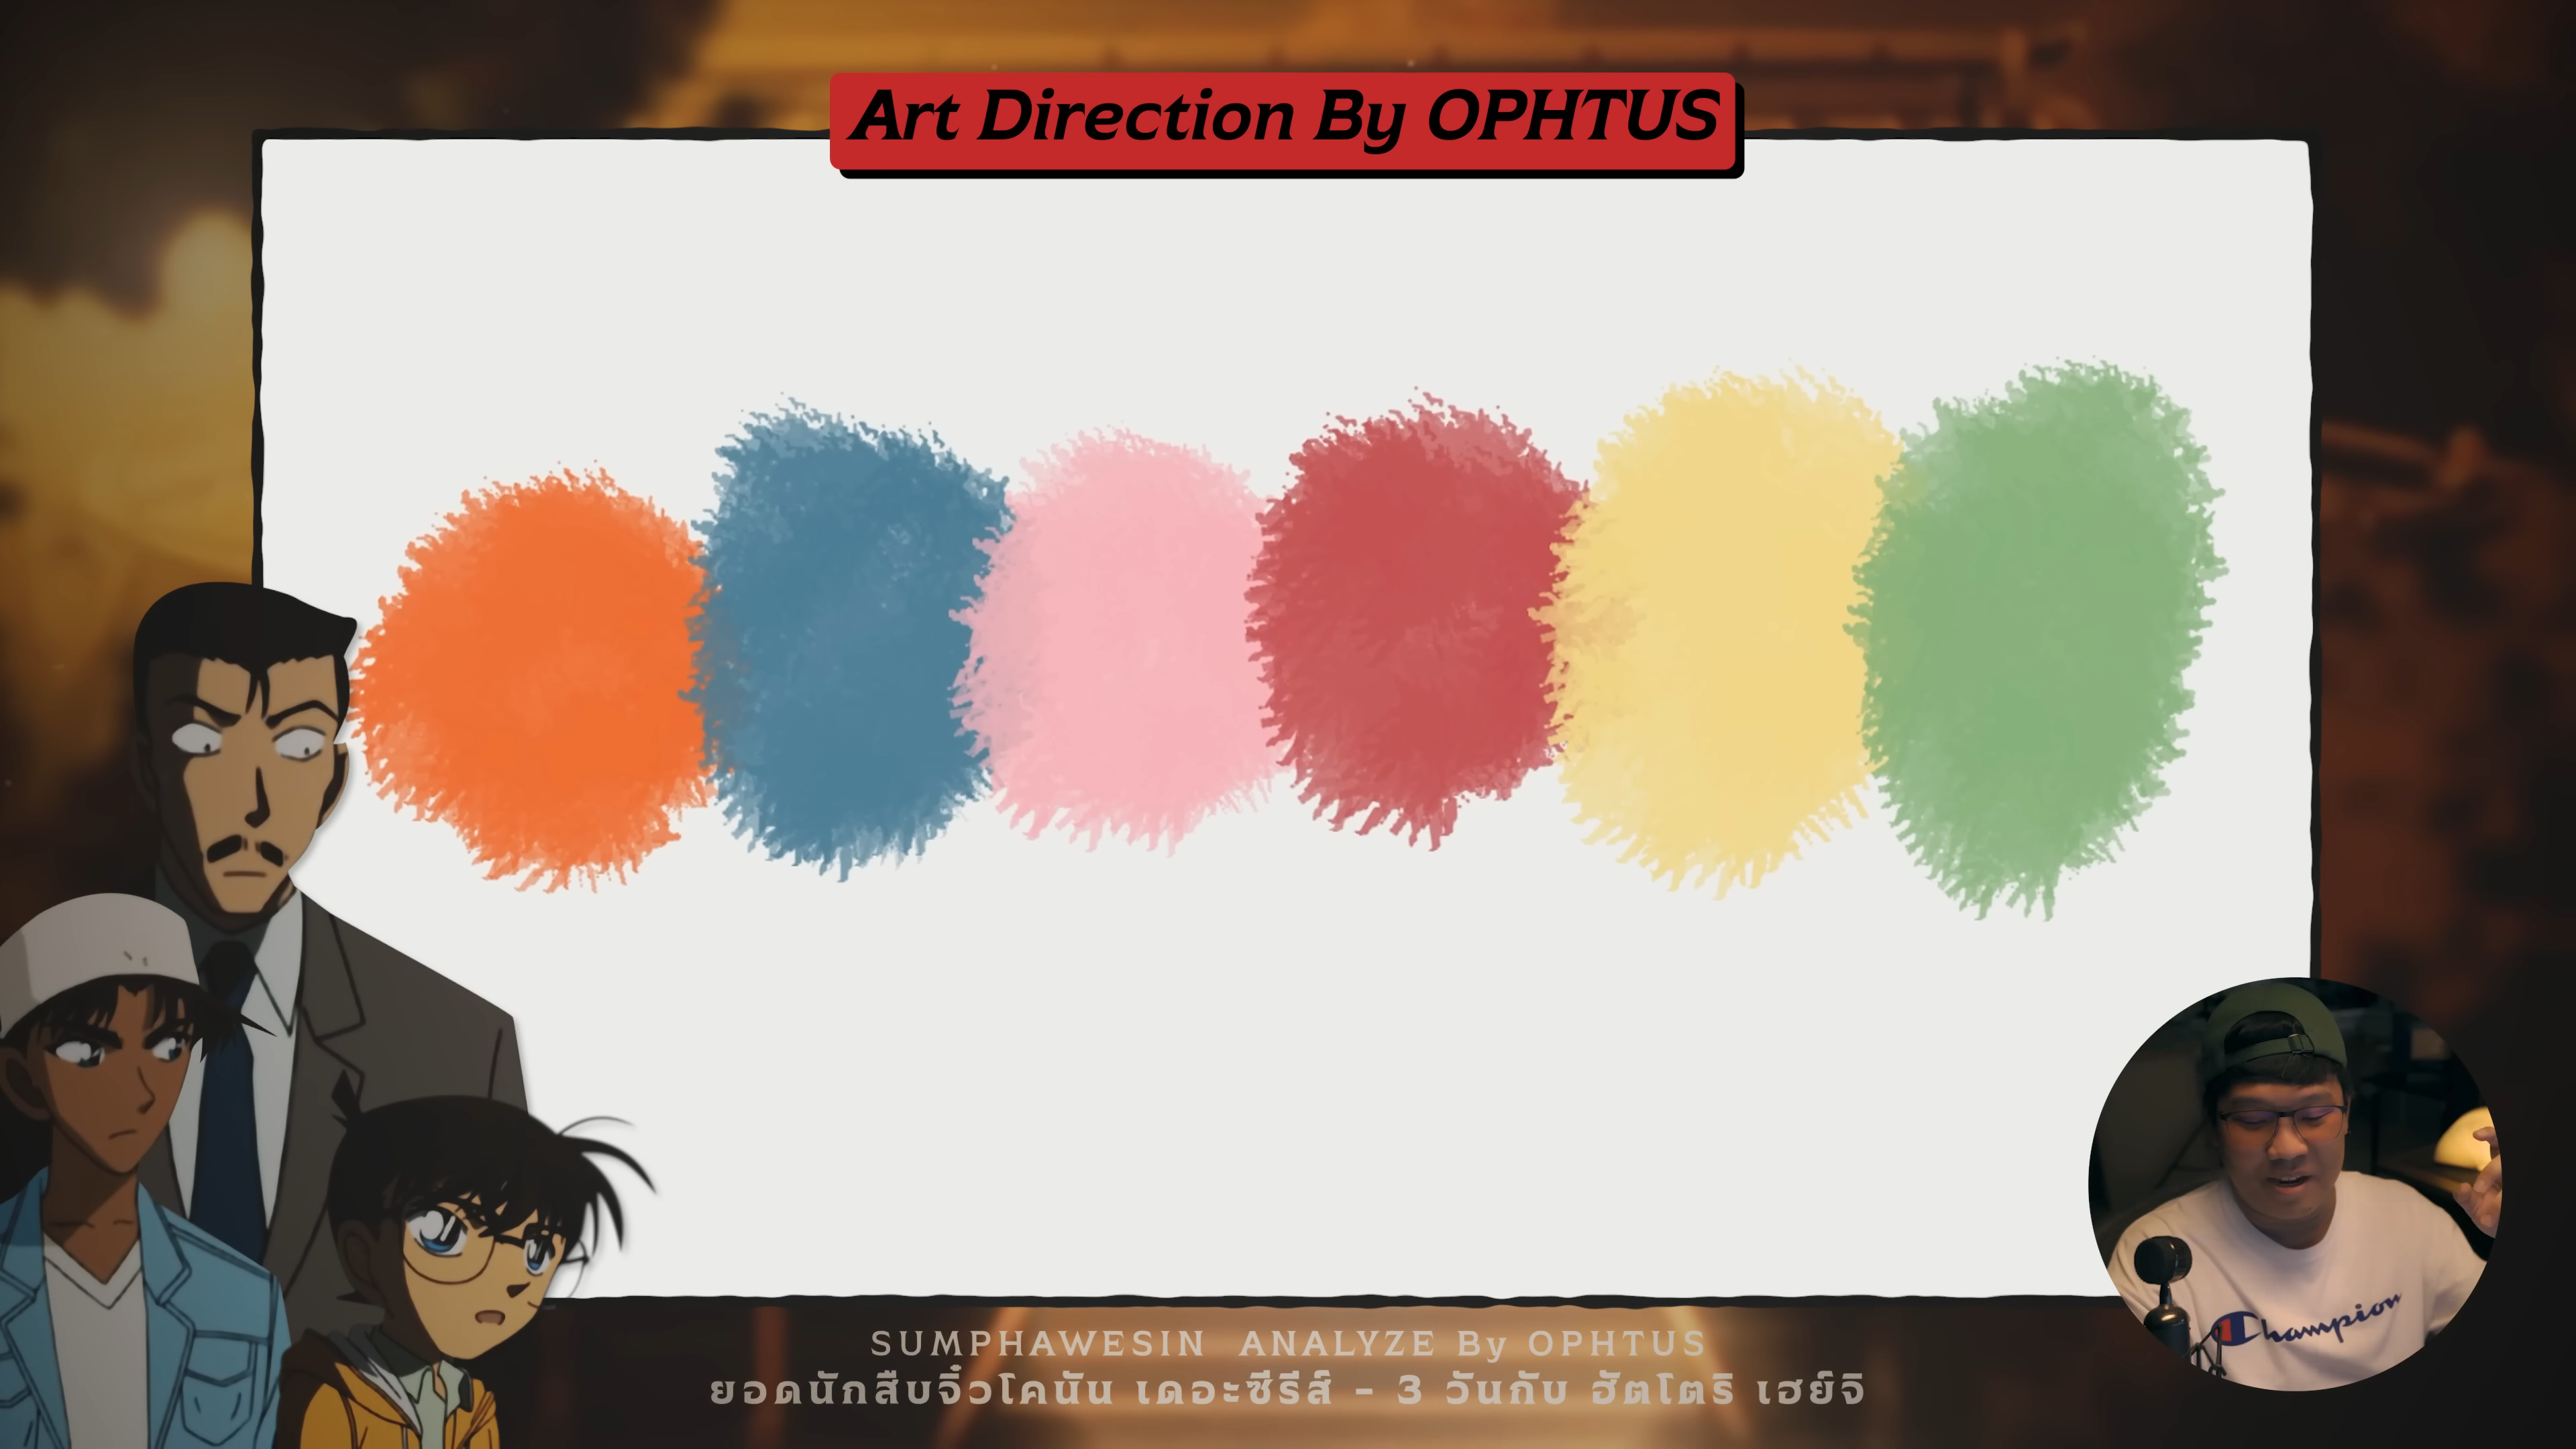 Art Direction By OPHTUS
Champion
SUMPHAWESIN ANALYZE By OPHTUS
ยอดนักสืบจิ๋วโคนัน เดอะซีรีส์ - 3 วันกับ ฮัตโตริ เฮย์จิ